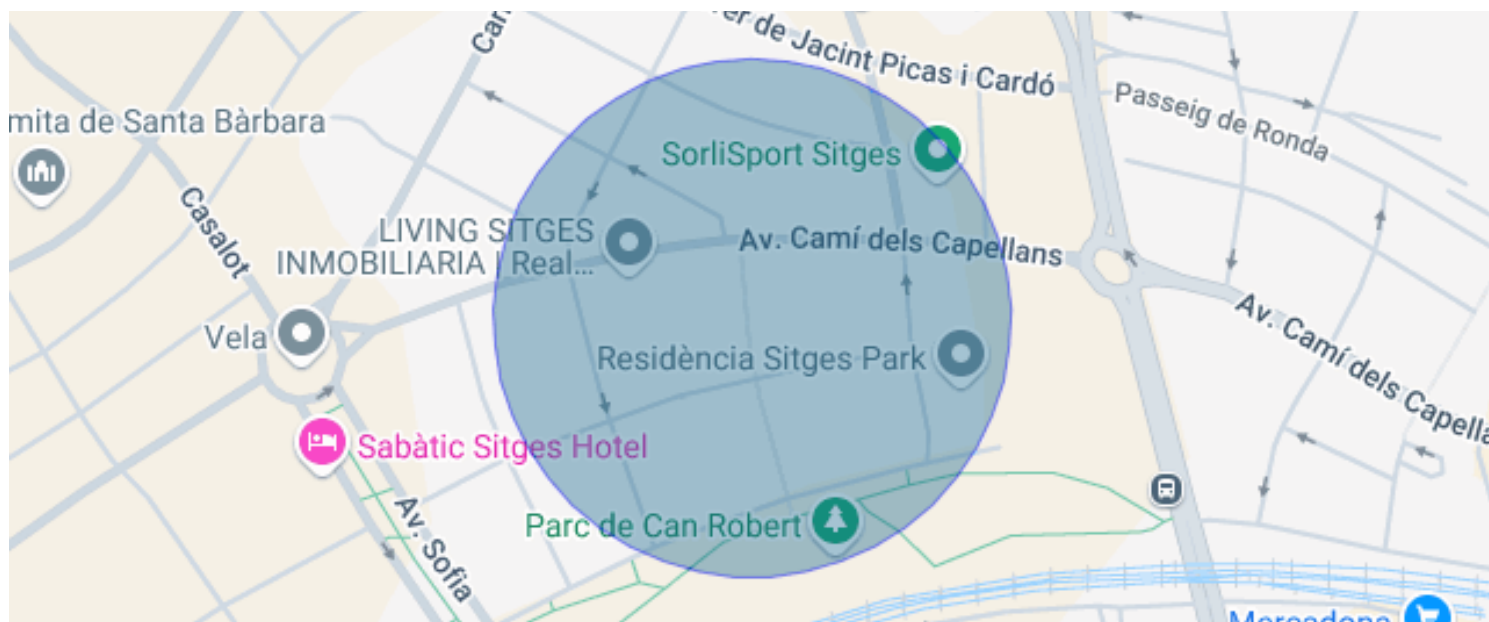 er de Jacint Picas i Cardó
Car
Passeig de Ronda
mita de Santa Bàrbara
SorliSport Sitges
Casalot
LIVING SITGES
INMOBILIARIA | Real...
Av. Camí dels Capellans
Vela
Av. Camí dels Capella
Residència Sitges Park
Sabàtic Sitges Hotel
Av. Sofia
Parc de Can Robert
Mercadona